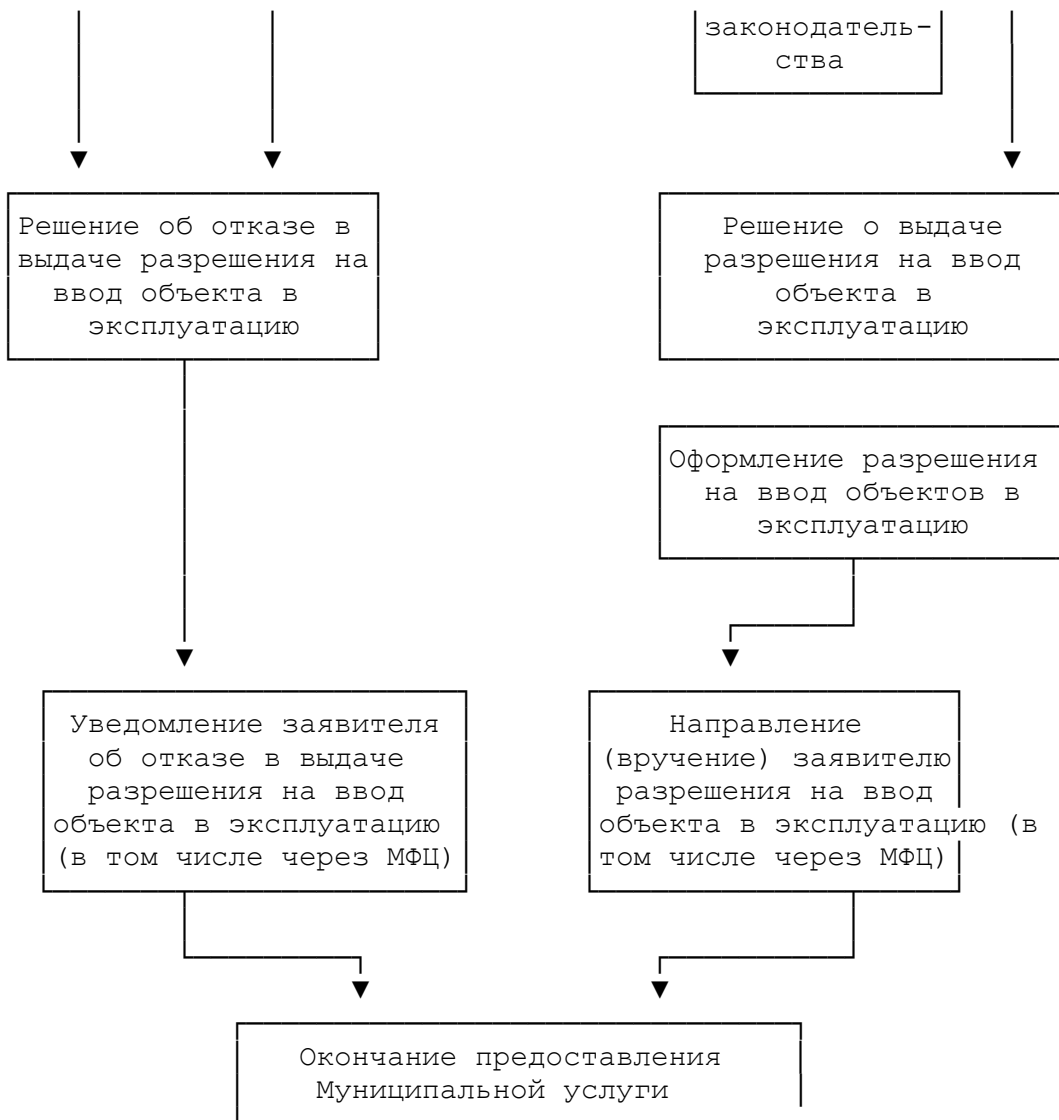 законодатель-
ства
Решение об отказе в
выдаче разрешения на
ввод объекта в
эксплуатацию
Решение о выдаче
разрешения на ввод
объекта в
эксплуатацию
Оформление разрешения
на ввод объектов в
эксплуатацию
Уведомление заявителя
об отказе в выдаче
разрешения на ввод
объекта в эксплуатацию
(в том числе через МФЦ)
Направление
(вручение) заявителю
разрешения на ввод
объекта в эксплуатацию (в
том числе через МФЦ)
Окончание предоставления
Муниципальной услуги